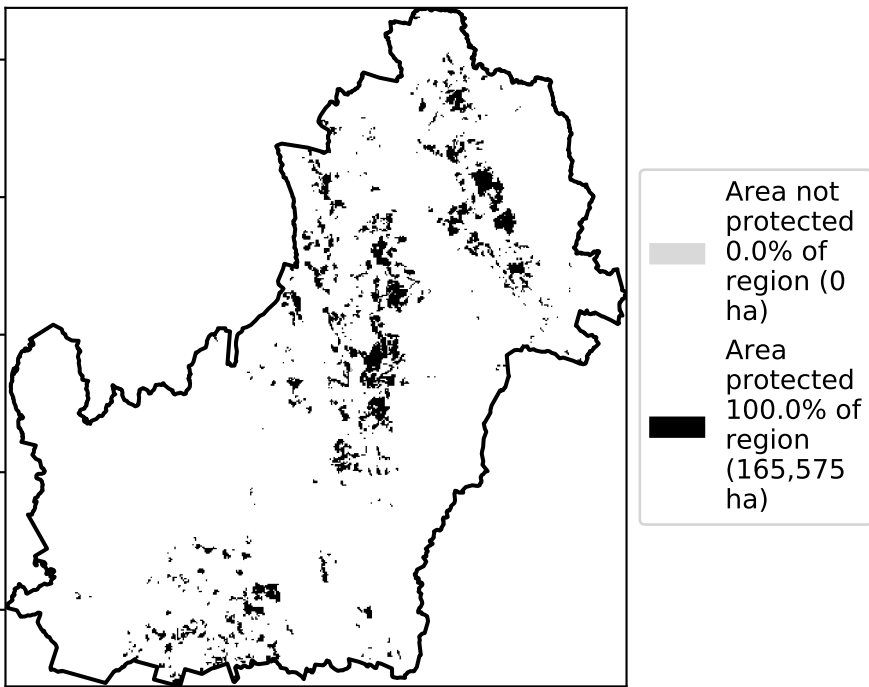 Area not
protected
0.0% of
region (0
ha)
Area
protected
100.0% of
region
(165,575
ha)